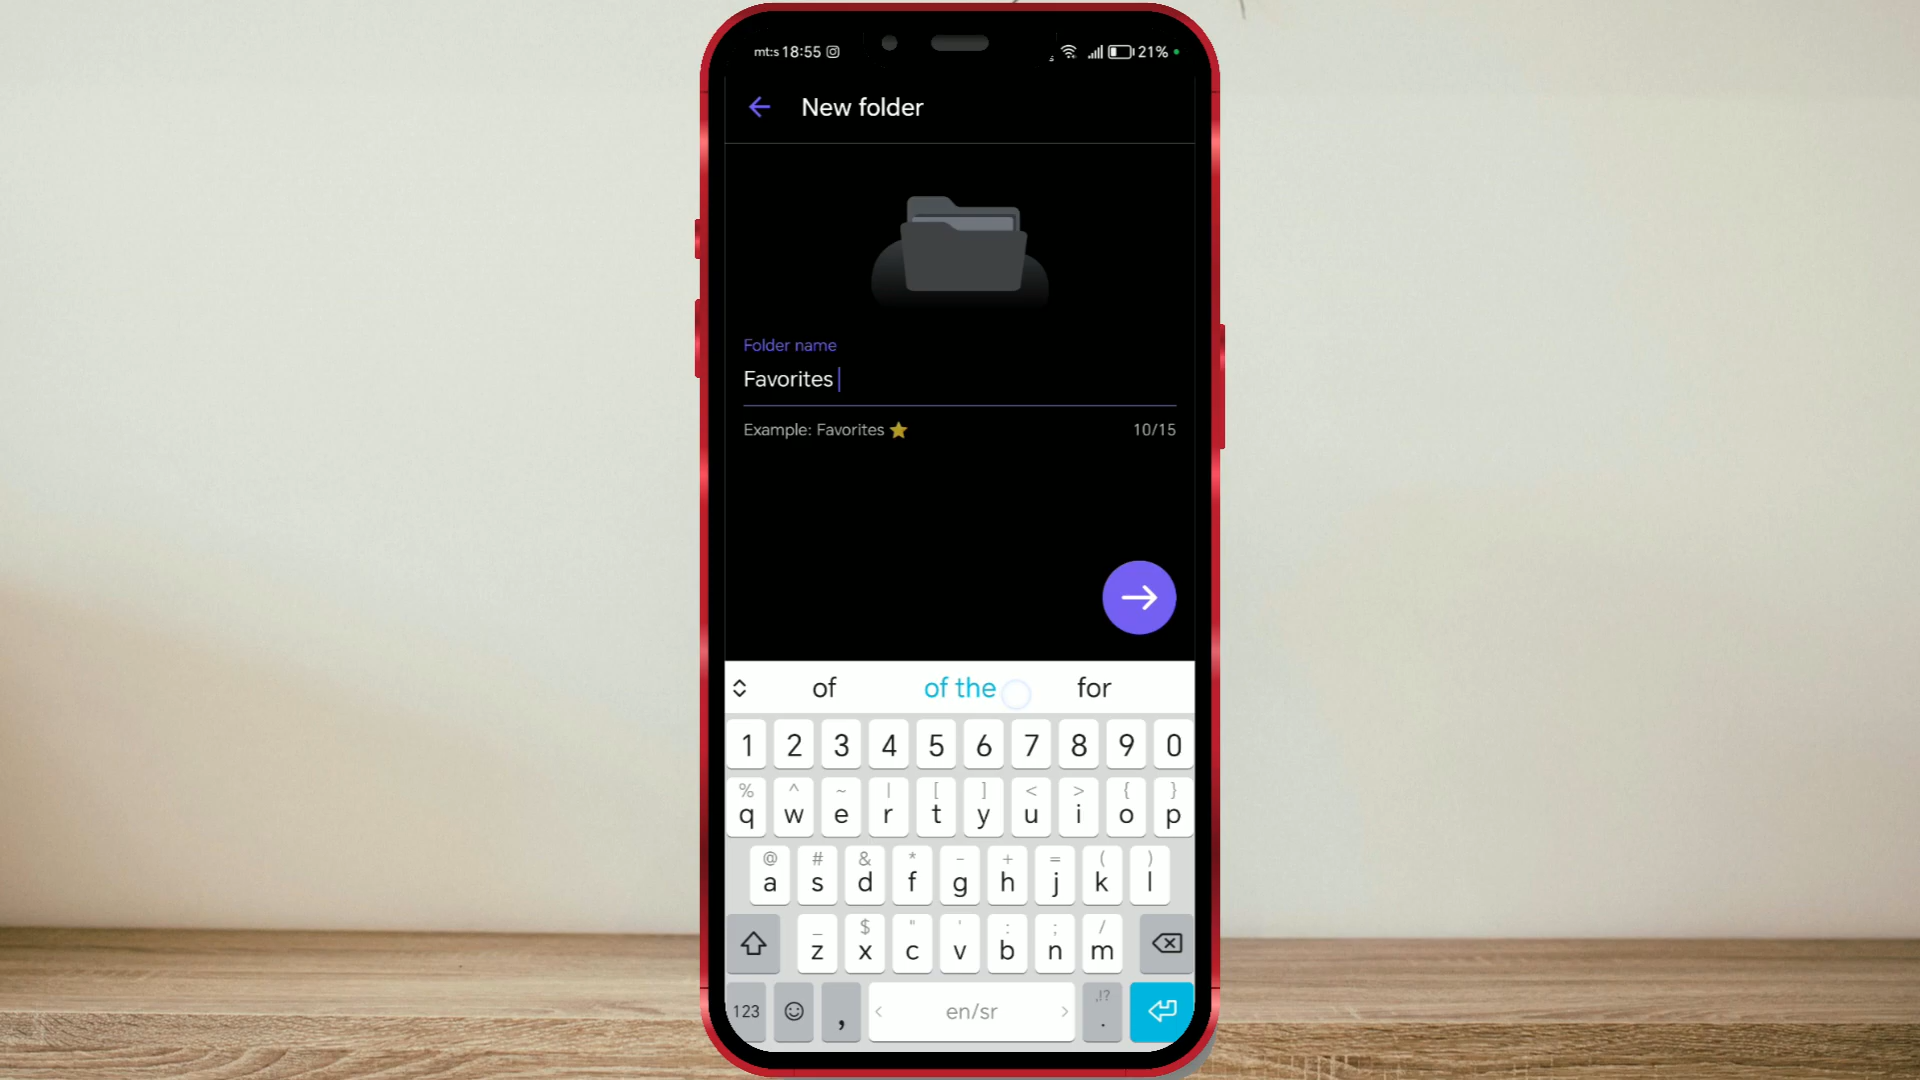 mt:s 18:55 21%
New folder
Folder name
Favorites
Example: Favorites ⭐ 10/15
of of the for
1 2 3 4 5 6 7 8 9 0
% ^ ~ | [ ] < > { }
q w e r t y u i o p
@ # & * - + = ( )
a s d f g h j k l
_ $ " ' : ; /
z x c v b n m
123 , < en/sr > ,!? .